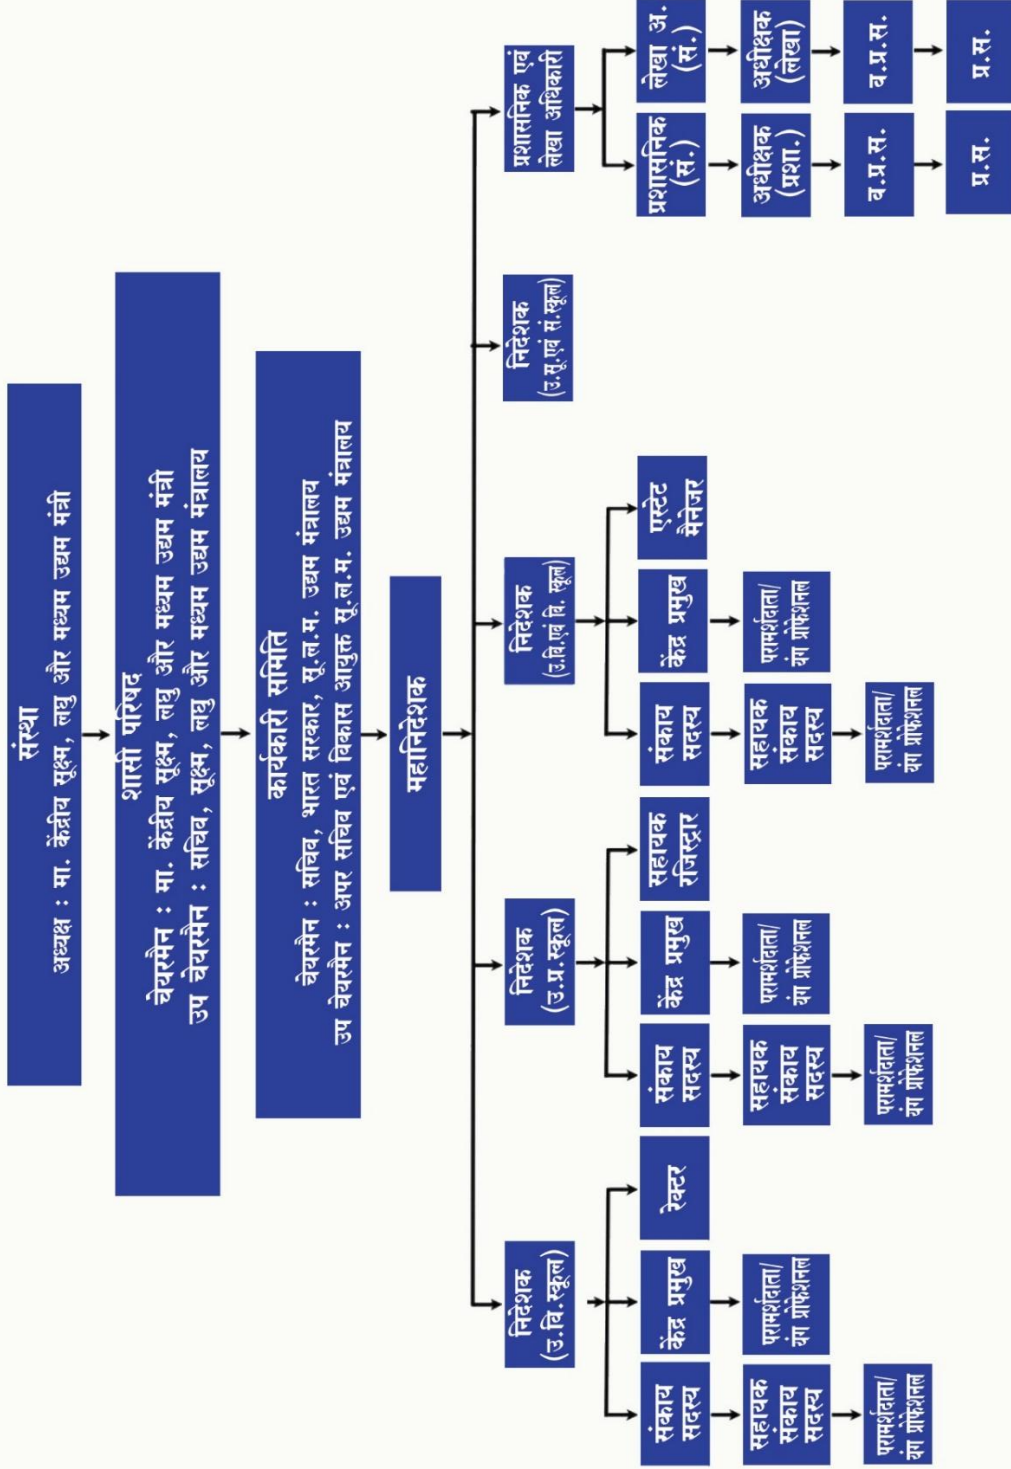 संस्था
अध्यक्ष : मा. केंद्रीय सूक्ष्म, लघु और मध्यम उद्यम मंत्री
शासी परिषद
चेयरमैन : मा. केंद्रीय सूक्ष्म, लघु और मध्यम उद्यम मंत्री
उप चेयरमैन : सचिव, सूक्ष्म, लघु और मध्यम उद्यम मंत्रालय
कार्यकारी समिति
चेयरमैन : सचिव, भारत सरकार, सू.ल.म. उद्यम मंत्रालय
उप चेयरमैन : अपर सचिव एवं विकास आयुक्त सू.ल.म. उद्यम मंत्रालय
महानिदेशक
निदेशक
(उ.वि.स्कूल)
निदेशक
(उ.प्र.स्कूल)
निदेशक
(उ.वि.एवं वि. स्कूल)
निदेशक
(उ.सू.एवं सं.स्कूल)
प्रशासनिक एवं
लेखा अधिकारी
संकाय
सदस्य
केंद्र प्रमुख
रेक्टर
संकाय
सदस्य
केंद्र प्रमुख
सहायक
रजिस्ट्रार
संकाय
सदस्य
केंद्र प्रमुख
एस्टेट
मैनेजर
प्रशासनिक
(सं.)
लेखा अ.
(सं.)
सहायक
संकाय
सदस्य
परामर्शदाता/
यंग प्रोफेशनल
सहायक
संकाय
सदस्य
परामर्शदाता/
यंग प्रोफेशनल
सहायक
संकाय
सदस्य
परामर्शदाता/
यंग प्रोफेशनल
अधीक्षक
(प्रशा.)
अधीक्षक
(लेखा)
परामर्शदाता/
यंग प्रोफेशनल
परामर्शदाता/
यंग प्रोफेशनल
परामर्शदाता/
यंग प्रोफेशनल
व.प्र.स.
व.प्र.स.
प्र.स.
प्र.स.